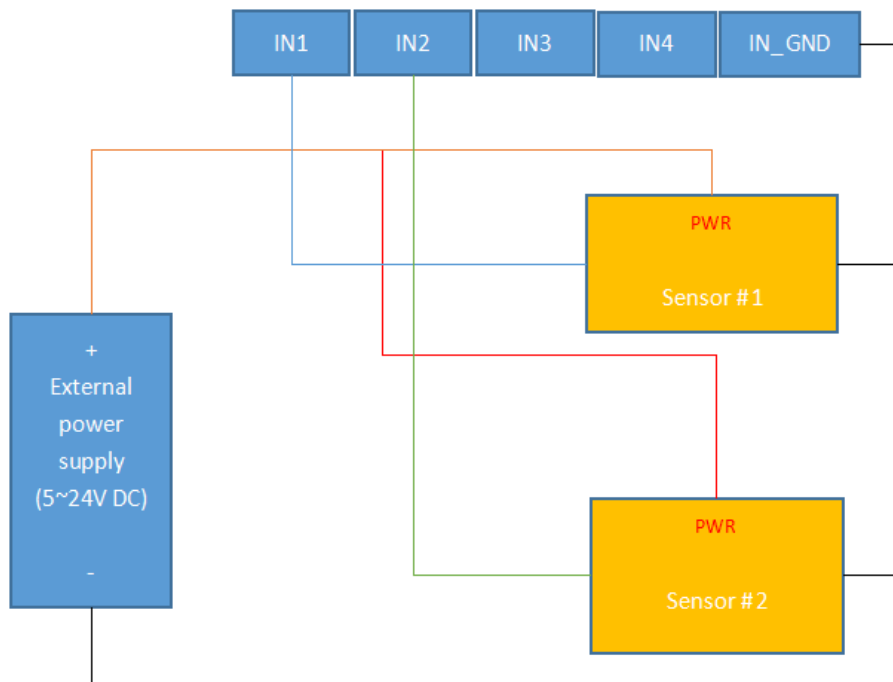 IN1
IN2
IN3
IN4
IN_GND
PWR
Sensor #1
+
External
power
supply
(5~24V DC)
-
PWR
Sensor #2